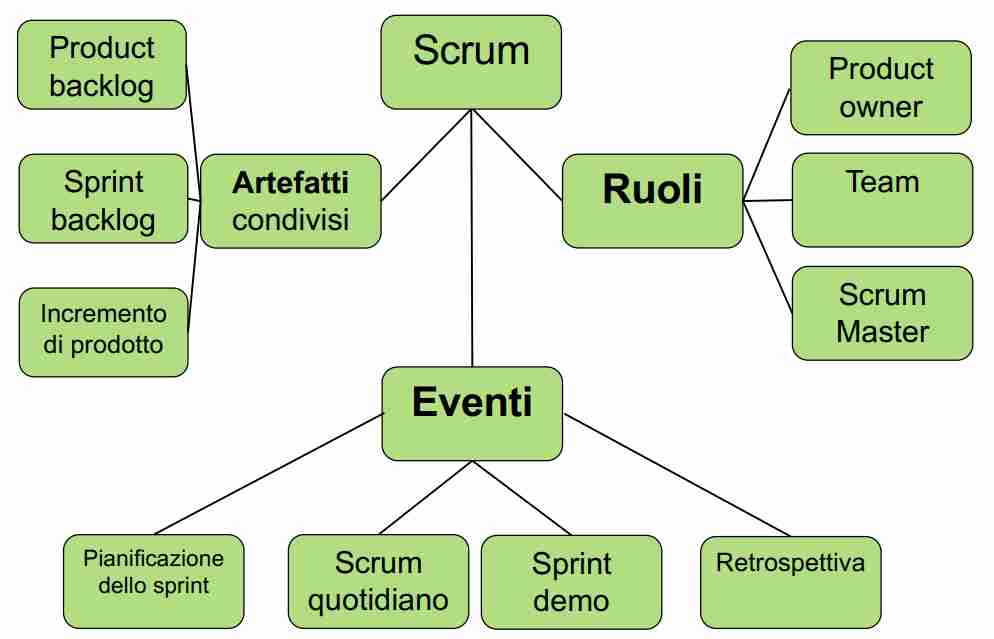 Scrum
Product
backlog
Sprint
backlog
Incremento
di prodotto
Artefatti
condivisi
Ruoli
Product
owner
Team
Scrum
Master
Eventi
Pianificazione
dello sprint
Scrum
quotidiano
Sprint
demo
Retrospettiva